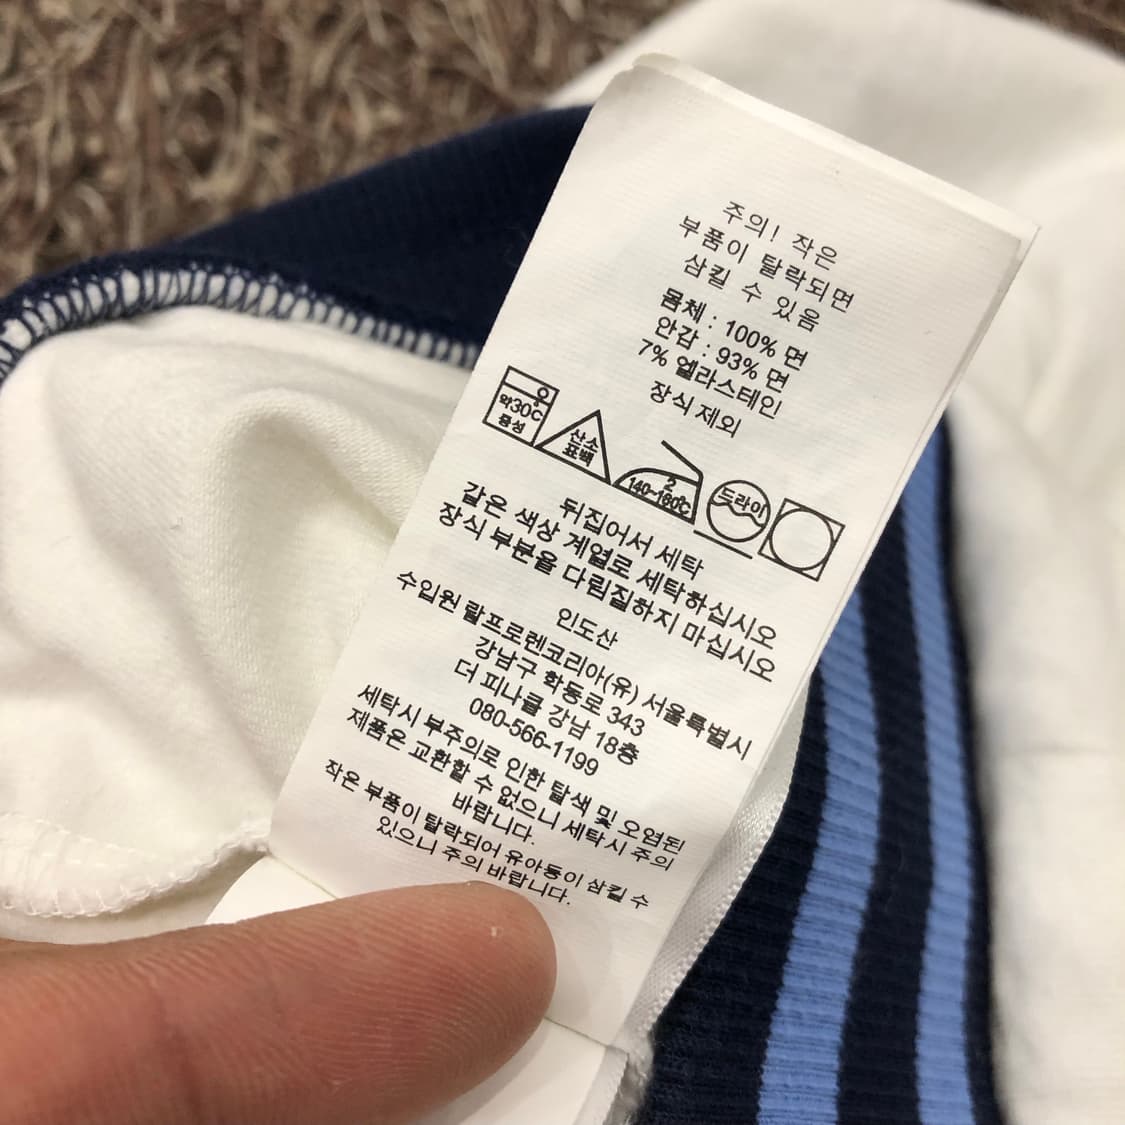 주의! 작은
부품이 탈락되면
삼킬 수 있음
몸체 : 100% 면
안감 : 93% 면
7% 엘라스테인
장식 제외
약30℃
중성
산소
표백
2
140~160℃
드라이
뒤집어서 세탁
같은 색상 계열로 세탁하십시오
장식 부분을 다림질하지 마십시오
인도산
수입원 랄프로렌코리아(유) 서울특별시
강남구 학동로 343
더 피나클 강남 18층
080-566-1199
세탁시 부주의로 인한 탈색 및 오염된
제품은 교환할 수 없으니 세탁시 주의
바랍니다.
작은 부품이 탈락되어 유아동이 삼킬 수
있으니 주의 바랍니다.